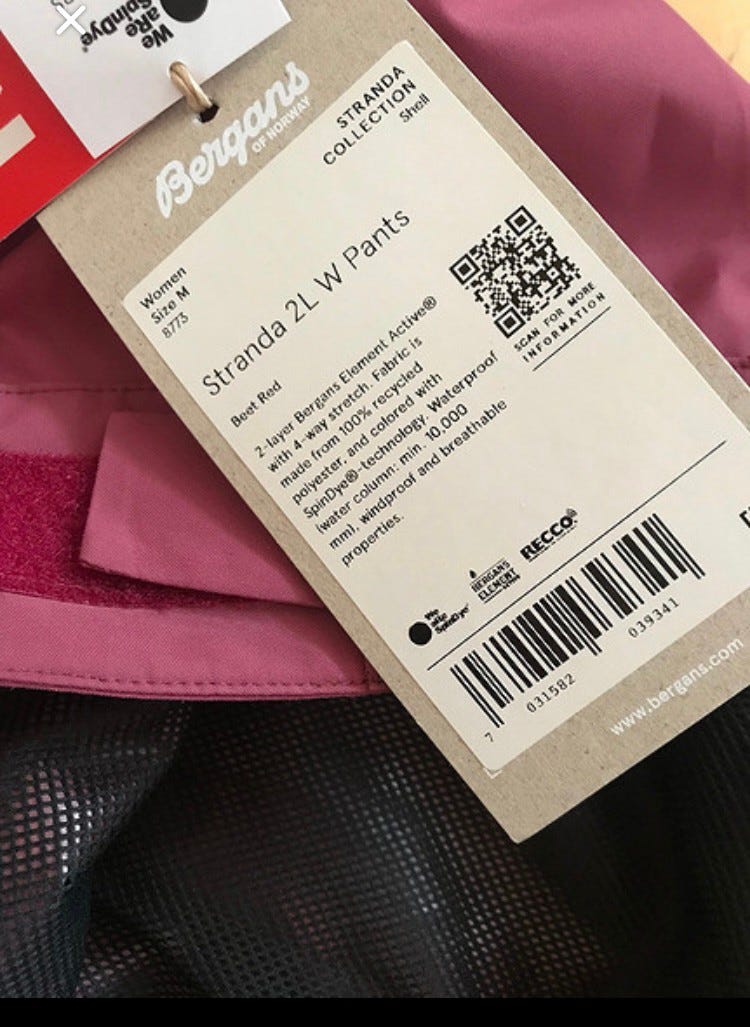 We
aRe
SpinDye®
Bergans
OF NORWAY
STRANDA
COLLECTION
Shell
Women
Size M
8773
Stranda 2L W Pants
Beet Red
SCAN FOR MORE
INFORMATION
2-layer Bergans Element Active®
with 4-way stretch. Fabric is
made from 100% recycled
polyester, and colored with
SpinDye®-technology. Waterproof
(water column: min. 10,000
mm), windproof and breathable
properties.
We
aRe
SpinDye®
BERGANS
ELEMENT
RECCO®
7 031582 039341
www.bergans.com